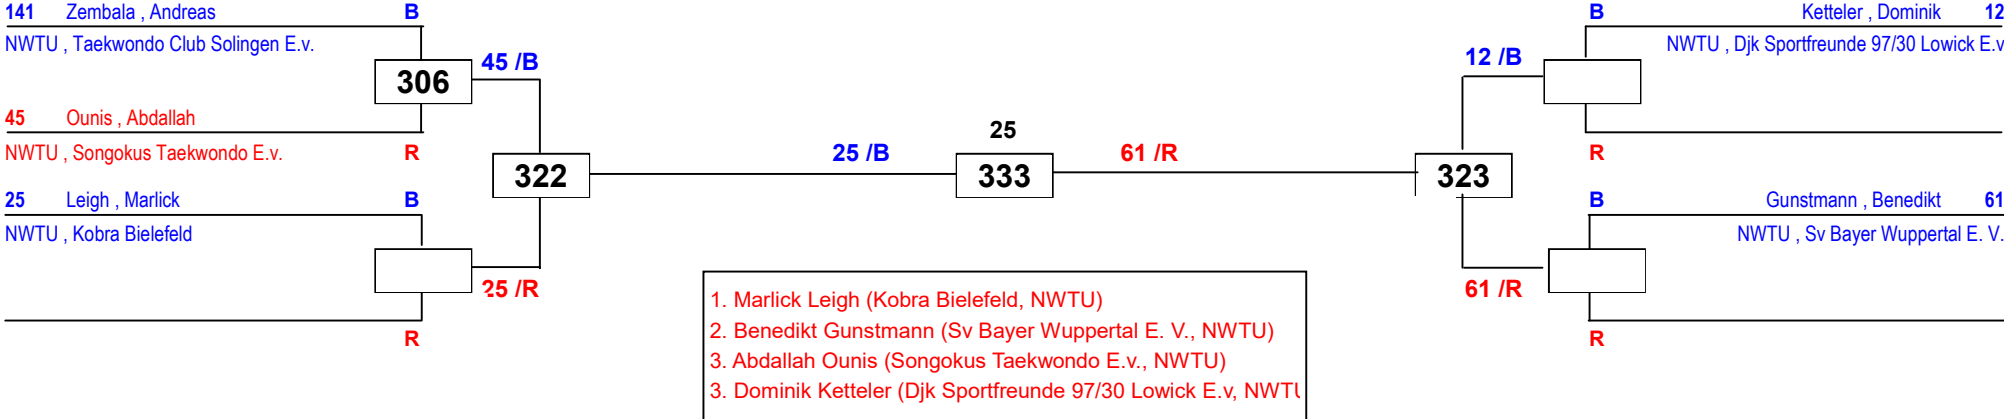 141 Zembala , Andreas B
NWTU , Taekwondo Club Solingen E.v.
306
45 /B
45 Ounis , Abdallah
NWTU , Songokus Taekwondo E.v. R
322
25 Leigh , Marlick B
NWTU , Kobra Bielefeld
25 /R
R
25 /B
25
333
61 /R
B Ketteler , Dominik 12
NWTU , Djk Sportfreunde 97/30 Lowick E.v
12 /B
R
323
B Gunstmann , Benedikt 61
NWTU , Sv Bayer Wuppertal E. V.
61 /R
R
1. Marlick Leigh (Kobra Bielefeld, NWTU)
2. Benedikt Gunstmann (Sv Bayer Wuppertal E. V., NWTU)
3. Abdallah Ounis (Songokus Taekwondo E.v., NWTU)
3. Dominik Ketteler (Djk Sportfreunde 97/30 Lowick E.v, NWTU